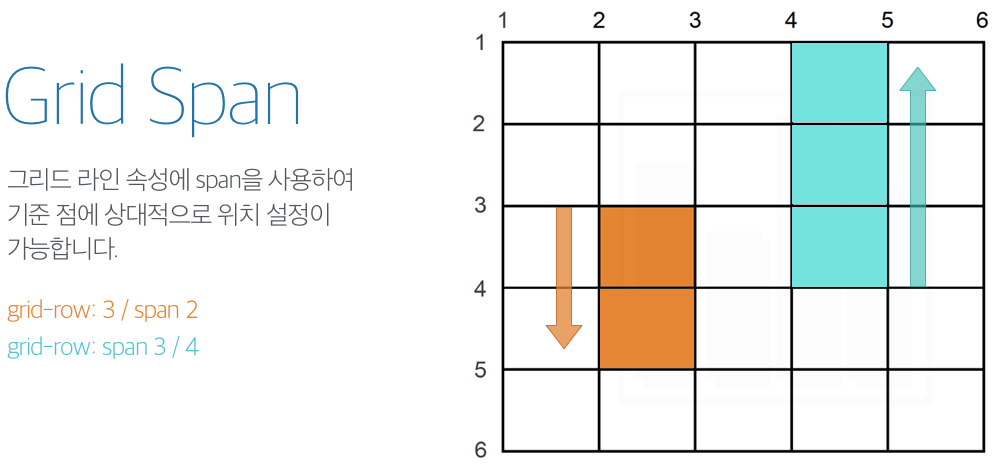 Grid Span
그리드 라인 속성에 span을 사용하여
기준 점에 상대적으로 위치 설정이
가능합니다.
grid-row: 3 / span 2
grid-row: span 3 / 4
1 2 3 4 5 6
1
2
3
4
5
6